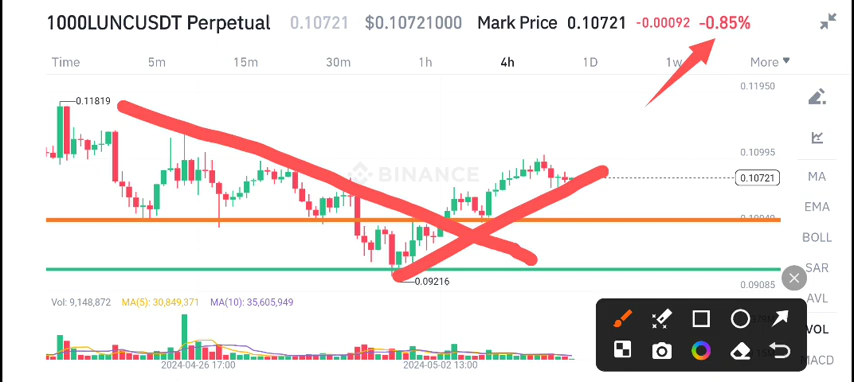 1000LUNCUSDT Perpetual 0.10721 $0.10721000 Mark Price 0.10721 -0.00092 -0.85%
Time 5m 15m 30m 1h 4h 1D 1w More
0.11950
0.11819
0.10995
BINANCE
0.10721
MA
EMA
BOLL
SAR
0.09216
0.09085
AVL
Vol: 9,148,872 MA(5): 30,849,371 MA(10): 35,605,949
VOL
MACD
2024-04-26 17:00 2024-05-02 13:00